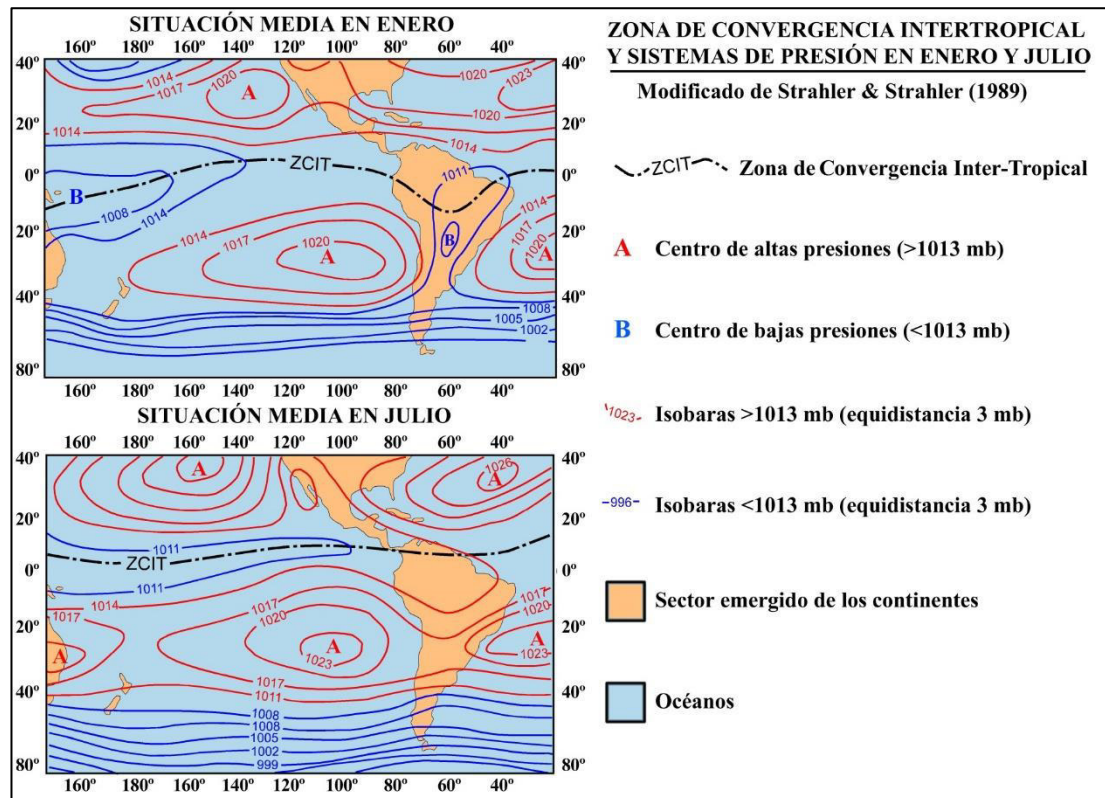 SITUACIÓN MEDIA EN ENERO
160º 180º 160º 140º 120º 100º 80º 60º 40º
40º 40º
20º 20º
0º 0º
20º 20º
40º 40º
80º 80º
1014
1017
1020
A
1020
1023
1020
1014
1014
ZCIT
1011
B
1008
1014
1014
1017
1020
A
B
1014
1017
1020
A
1008
1005
1002
160º 180º 160º 140º 120º 100º 80º 60º 40º
SITUACIÓN MEDIA EN JULIO
160º 180º 160º 140º 120º 100º 80º 60º 40º
40º 40º
20º 20º
0º 0º
20º 20º
40º 40º
80º 80º
A
1026
A
1011
ZCIT
1011
1014
1017
1017
1020
A
1023
A
1017
1020
A
1023
1017
1011
1008
1008
1005
1002
999
160º 180º 160º 140º 120º 100º 80º 60º 40º
ZONA DE CONVERGENCIA INTERTROPICAL
Y SISTEMAS DE PRESIÓN EN ENERO Y JULIO
Modificado de Strahler & Strahler (1989)
ZCIT Zona de Convergencia Inter-Tropical
A Centro de altas presiones (>1013 mb)
B Centro de bajas presiones (<1013 mb)
1023 Isobaras >1013 mb (equidistancia 3 mb)
996 Isobaras <1013 mb (equidistancia 3 mb)
Sector emergido de los continentes
Océanos